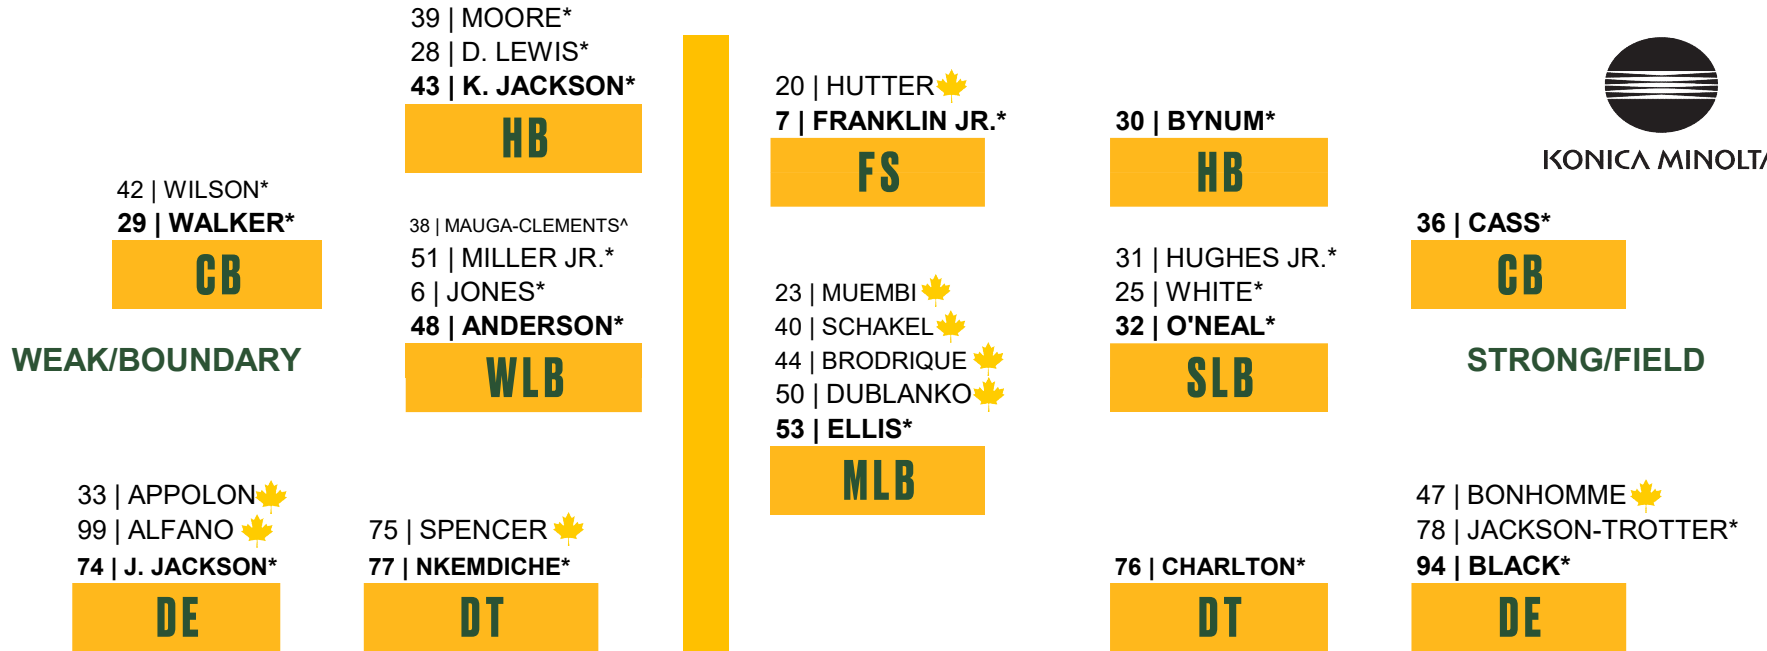 39 | MOORE*
28 | D. LEWIS*
43 | K. JACKSON*
HB
20 | HUTTER
7 | FRANKLIN JR.*
FS
30 | BYNUM*
HB
KONICA MINOLTA
42 | WILSON*
29 | WALKER*
CB
38 | MAUGA-CLEMENTS^
51 | MILLER JR.*
6 | JONES*
48 | ANDERSON*
WLB
23 | MUEMBI
40 | SCHAKEL
44 | BRODRIQUE
50 | DUBLANKO
53 | ELLIS*
MLB
31 | HUGHES JR.*
25 | WHITE*
32 | O'NEAL*
SLB
36 | CASS*
CB
WEAK/BOUNDARY
STRONG/FIELD
33 | APPOLON
99 | ALFANO
74 | J. JACKSON*
DE
75 | SPENCER
77 | NKEMDICHE*
DT
76 | CHARLTON*
DT
47 | BONHOMME
78 | JACKSON-TROTTER*
94 | BLACK*
DE